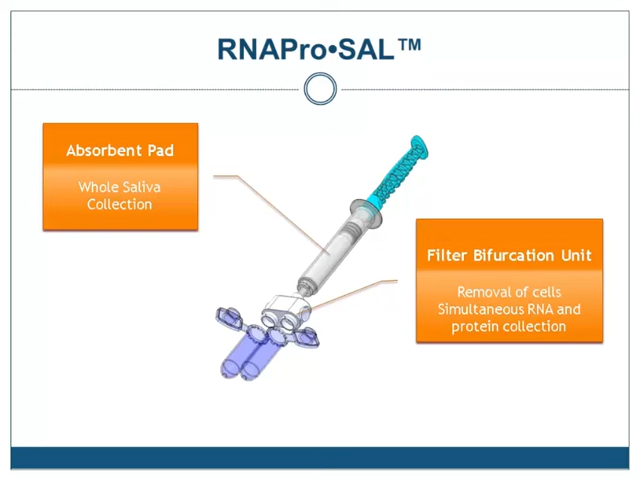 RNAPro•SAL™
Absorbent Pad
Whole Saliva
Collection
Filter Bifurcation Unit
Removal of cells
Simultaneous RNA and
protein collection